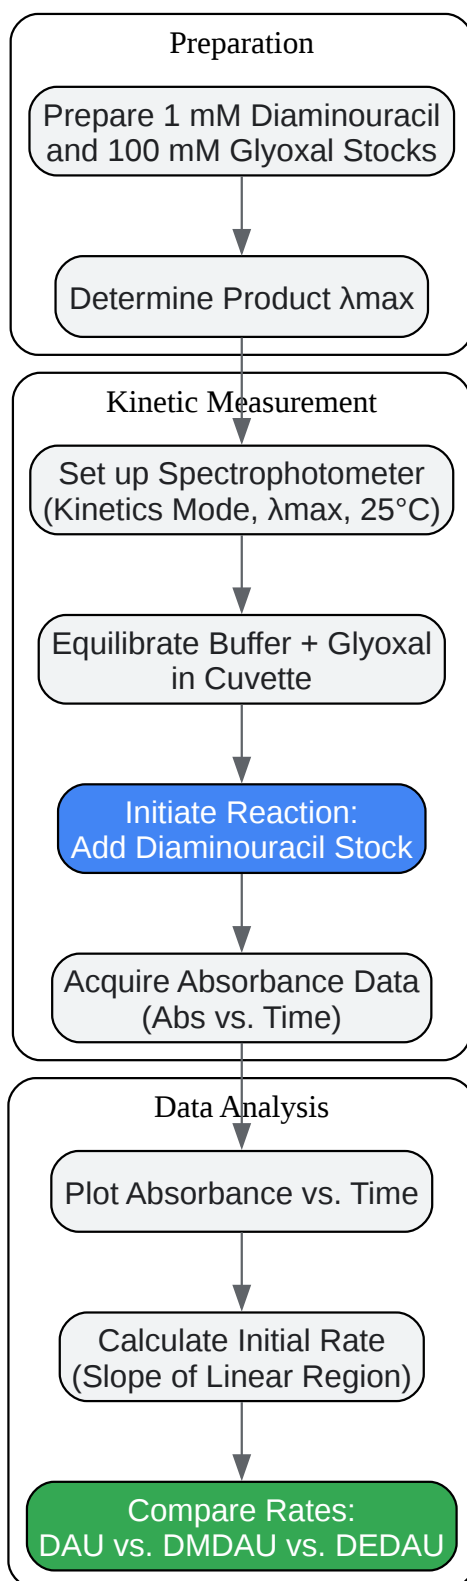 Preparation
Prepare 1 mM Diaminouracil
and 100 mM Glyoxal Stocks
Determine Product λmax
Kinetic Measurement
Set up Spectrophotometer
(Kinetics Mode, λmax, 25°C)
Equilibrate Buffer + Glyoxal
in Cuvette
Initiate Reaction:
Add Diaminouracil Stock
Acquire Absorbance Data
(Abs vs. Time)
Data Analysis
Plot Absorbance vs. Time
Calculate Initial Rate
(Slope of Linear Region)
Compare Rates:
DAU vs. DMDAU vs. DEDAU